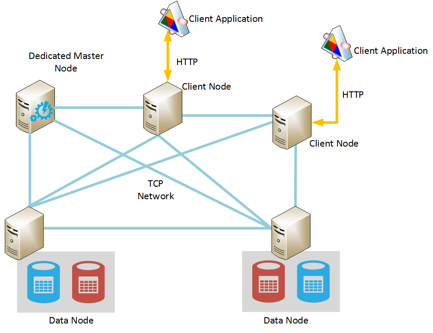 Client Application
Client Application
Dedicated Master
Node
HTTP
Client Node
HTTP
Client Node
TCP
Network
Data Node
Data Node